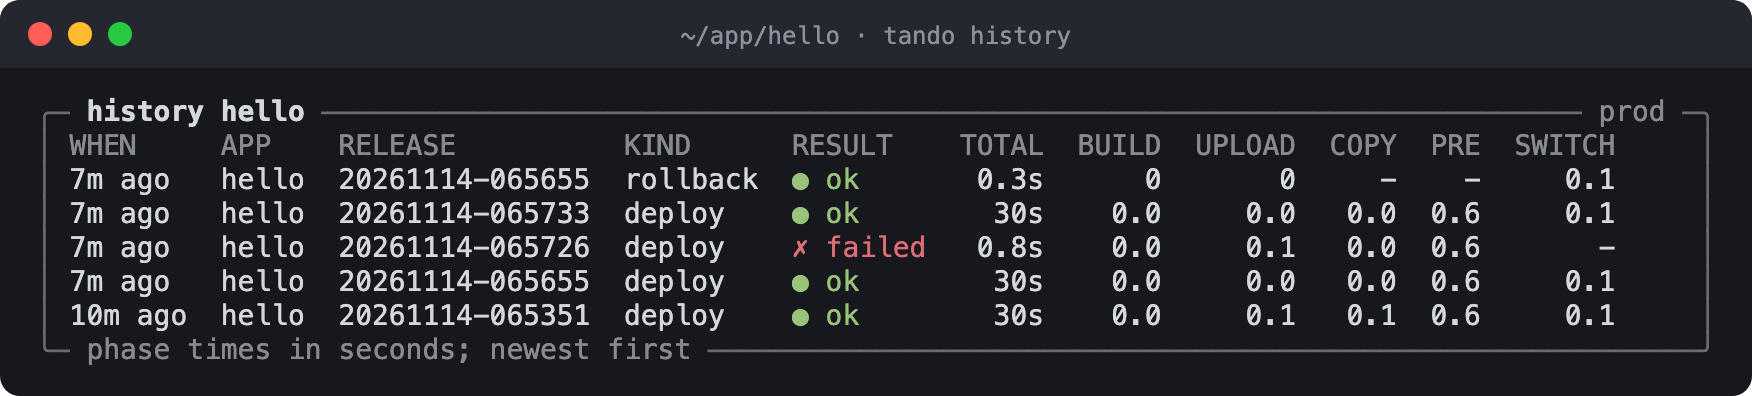 ~/app/hello · tando history
history hello prod
WHEN APP RELEASE KIND RESULT TOTAL BUILD UPLOAD COPY PRE SWITCH
7m ago hello 20261114-065655 rollback ● ok 0.3s 0 0 – – 0.1
7m ago hello 20261114-065733 deploy ● ok 30s 0.0 0.0 0.0 0.6 0.1
7m ago hello 20261114-065726 deploy ✗ failed 0.8s 0.0 0.1 0.0 0.6 –
7m ago hello 20261114-065655 deploy ● ok 30s 0.0 0.0 0.0 0.6 0.1
10m ago hello 20261114-065351 deploy ● ok 30s 0.0 0.1 0.1 0.6 0.1
phase times in seconds; newest first